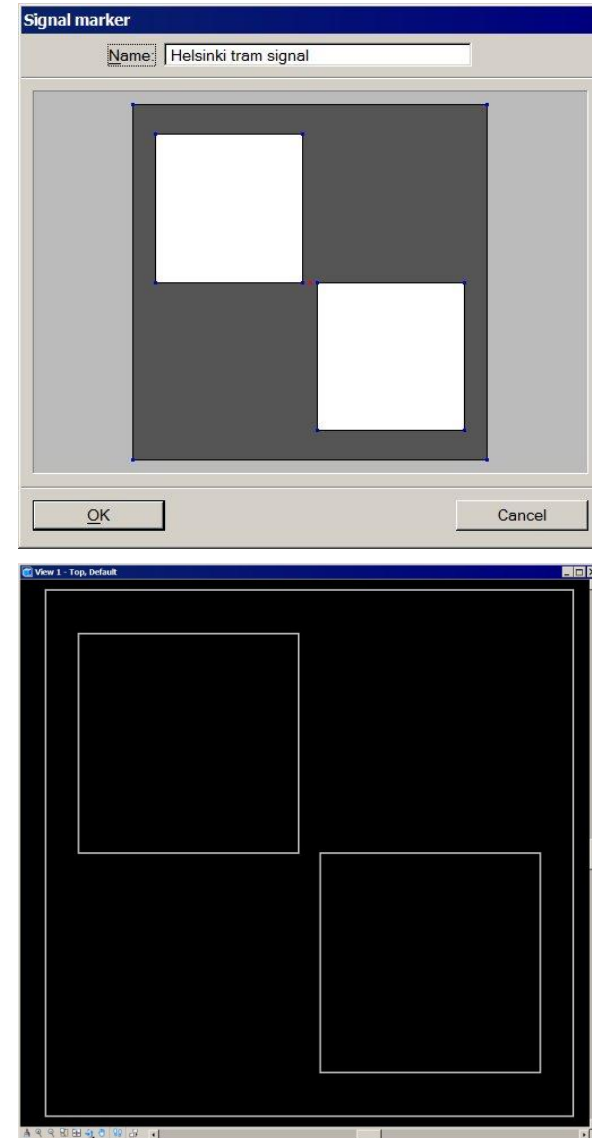 Signal marker
Name: Helsinki tram signal
OK
Cancel
View 1 - Top, Default